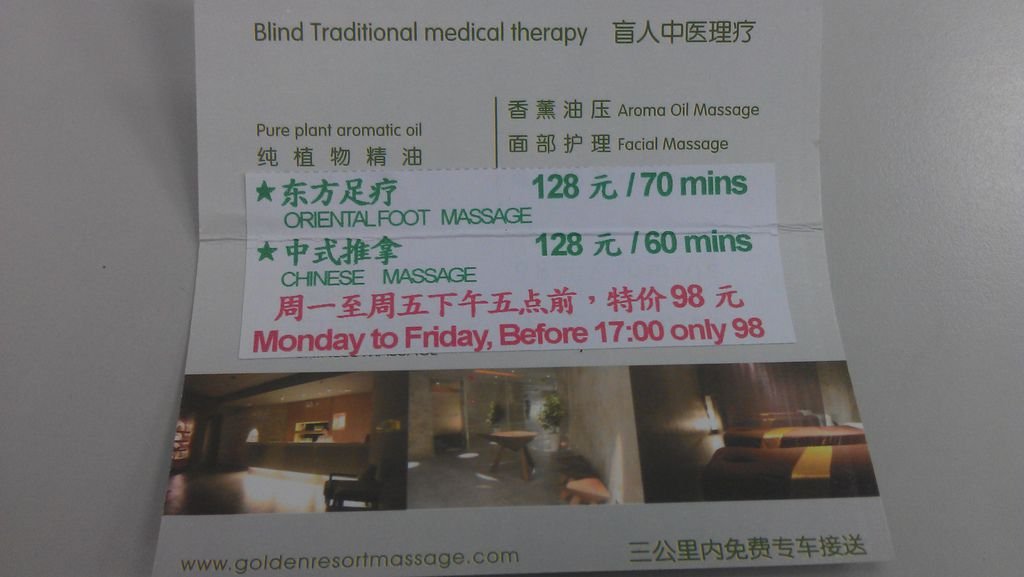 Blind Traditional medical therapy 盲人中医理疗
Pure plant aromatic oil
纯植物精油
香薰油压 Aroma Oil Massage
面部护理 Facial Massage
★东方足疗 128 元 / 70 mins
ORIENTAL FOOT MASSAGE
★中式推拿 128 元 / 60 mins
CHINESE MASSAGE
周一至周五下午五点前，特价 98 元
Monday to Friday, Before 17:00 only 98
www.goldenresortmassage.com
三公里内免费专车接送